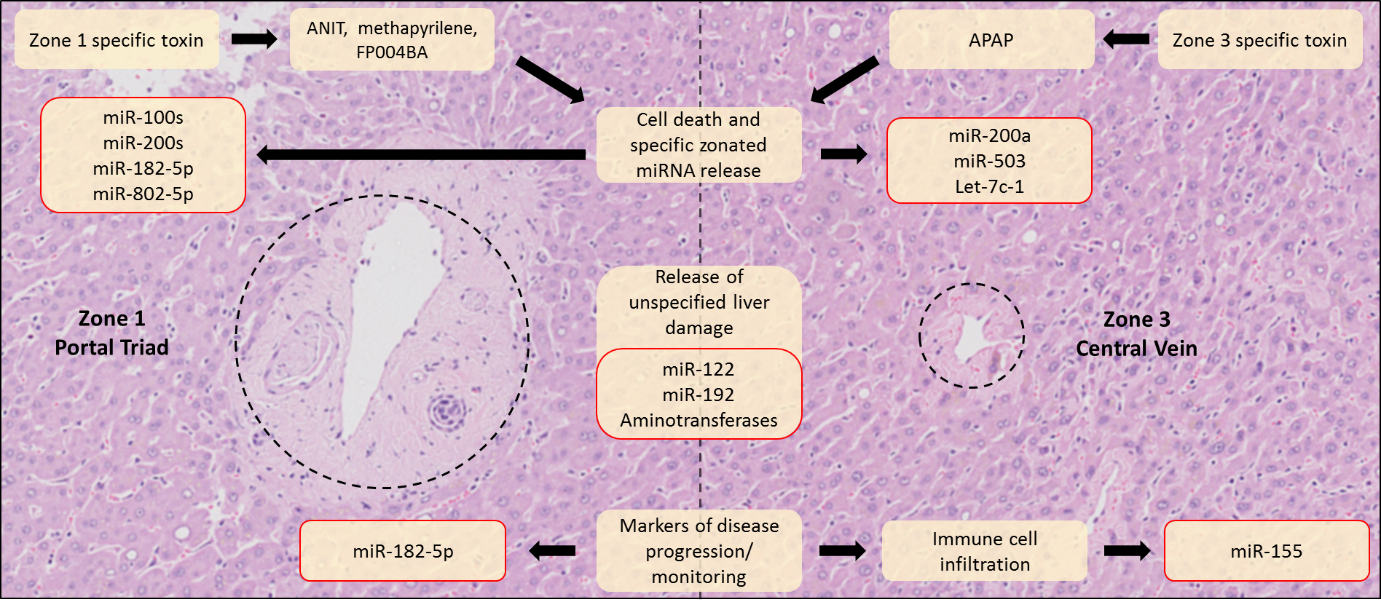 Zone 1 specific toxin
ANIT, methapyrilene,
FP004BA
APAP
Zone 3 specific toxin
miR-100s
miR-200s
miR-182-5p
miR-802-5p
Cell death and
specific zonated
miRNA release
miR-200a
miR-503
Let-7c-1
Zone 1
Portal Triad
Release of
unspecified liver
damage
miR-122
miR-192
Aminotransferases
Zone 3
Central Vein
miR-182-5p
Markers of disease
progression/
monitoring
Immune cell
infiltration
miR-155